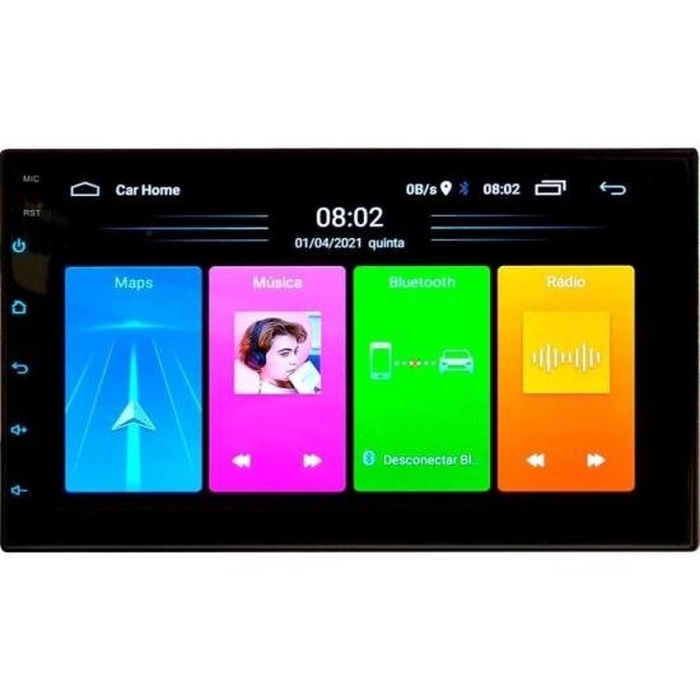 MIC
RST
Car Home
0B/s
08:02
08:02
01/04/2021 quinta
Maps
Música
Bluetooth
Rádio
Desconectar Bl...